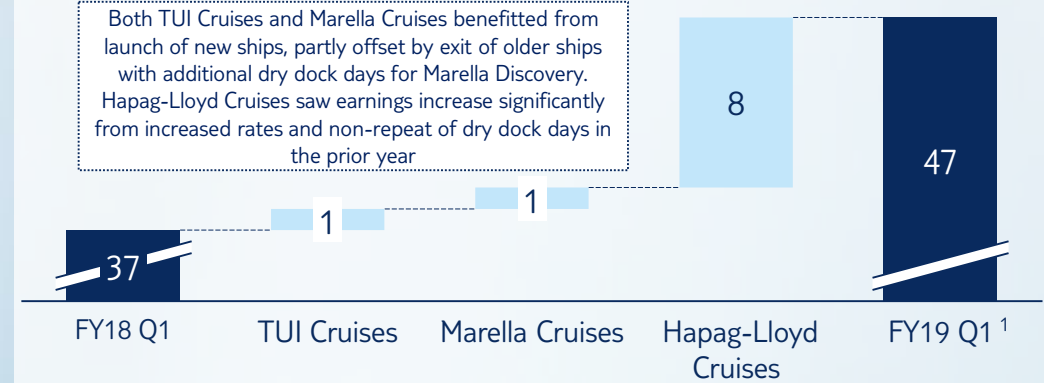 Both TUI Cruises and Marella Cruises benefitted from
launch of new ships, partly offset by exit of older ships
with additional dry dock days for Marella Discovery.
Hapag-Lloyd Cruises saw earnings increase significantly
from increased rates and non-repeat of dry dock days in
the prior year
8
47
1
1
37
FY18 Q1
TUI Cruises
Marella Cruises
Hapag-Lloyd
Cruises
FY19 Q1 1